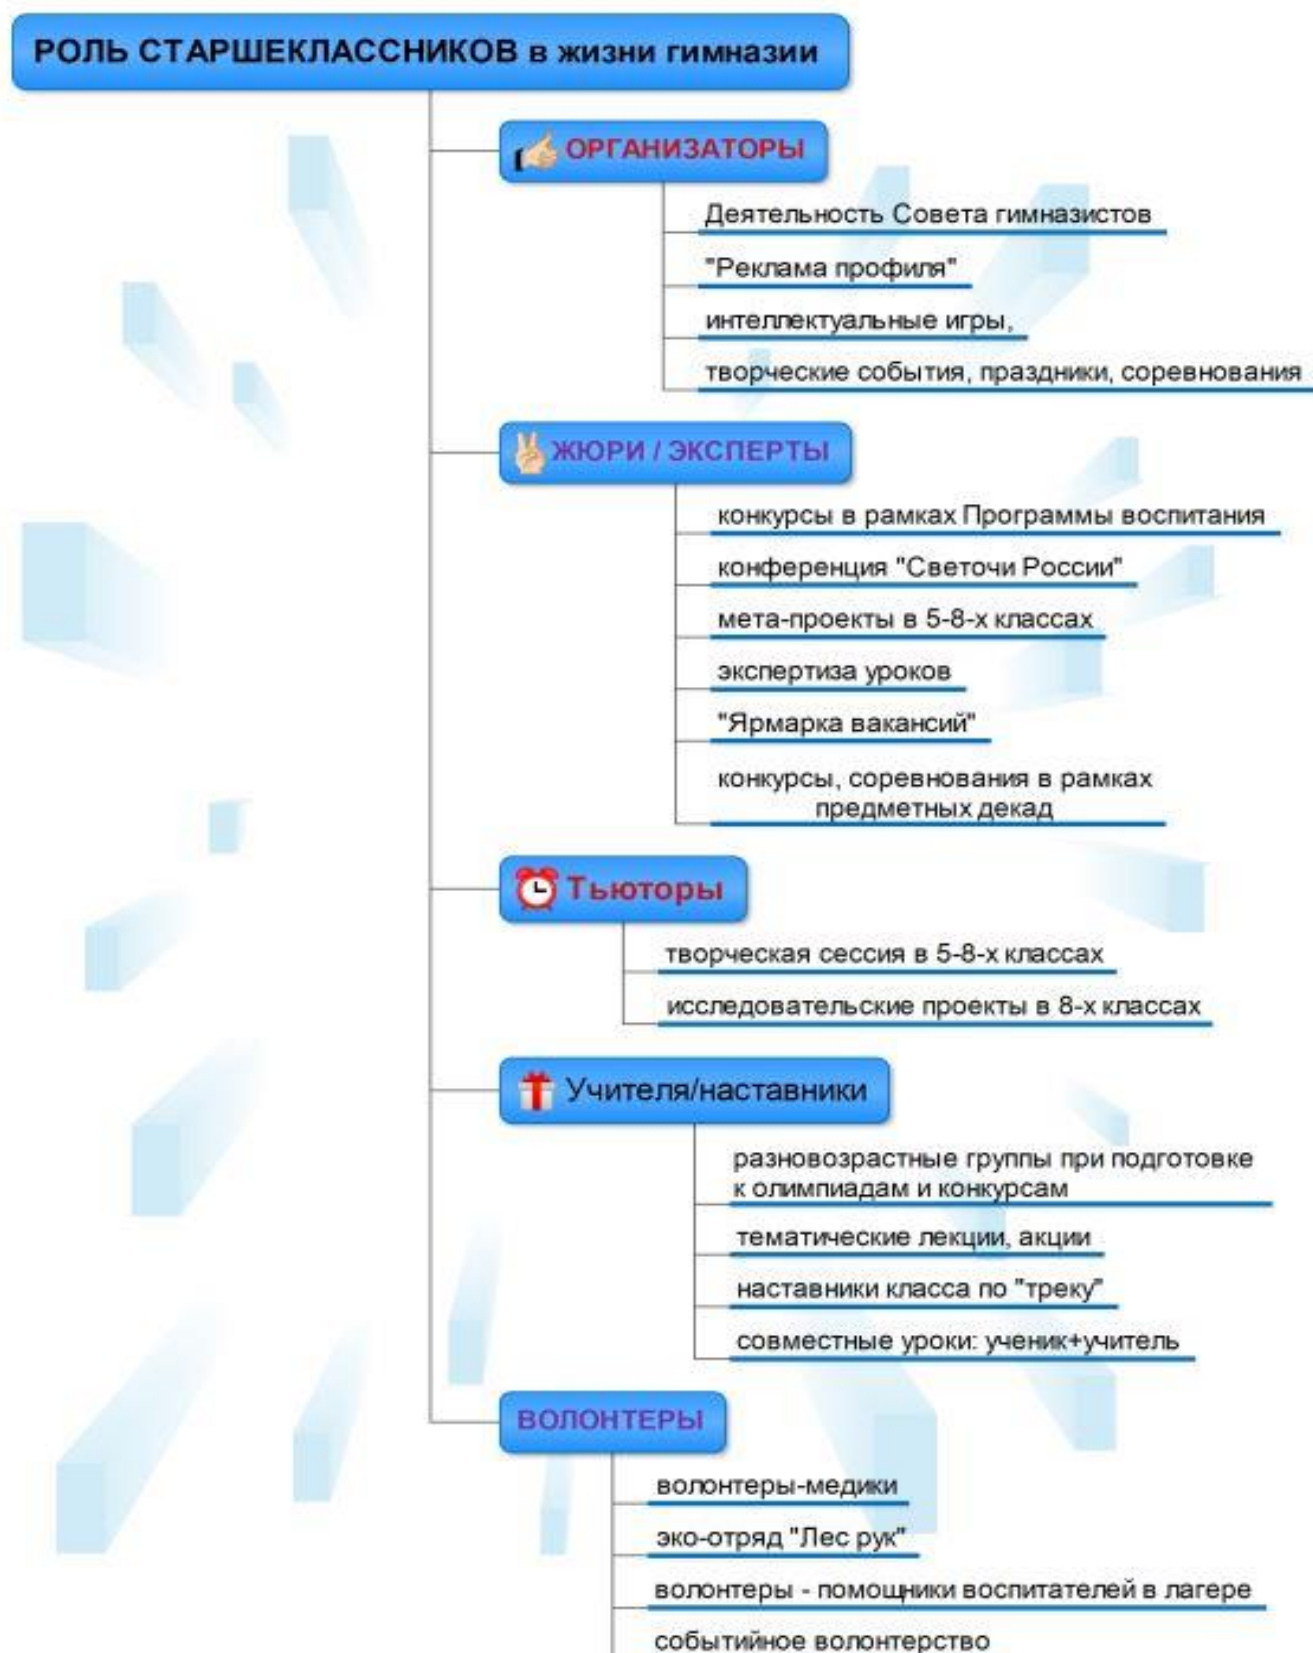 РОЛЬ СТАРШЕКЛАССНИКОВ в жизни гимназии
ОРГАНИЗАТОРЫ
Деятельность Совета гимназистов
"Реклама профиля"
интеллектуальные игры,
творческие события, праздники, соревнования
ЖЮРИ / ЭКСПЕРТЫ
конкурсы в рамках Программы воспитания
конференция "Светочи России"
мета-проекты в 5-8-х классах
экспертиза уроков
"Ярмарка вакансий"
конкурсы, соревнования в рамках
предметных декад
Тьюторы
творческая сессия в 5-8-х классах
исследовательские проекты в 8-х классах
Учителя/наставники
разновозрастные группы при подготовке
к олимпиадам и конкурсам
тематические лекции, акции
наставники класса по "треку"
совместные уроки: ученик+учитель
ВОЛОНТЕРЫ
волонтеры-медики
эко-отряд "Лес рук"
волонтеры - помощники воспитателей в лагере
событийное волонтерство